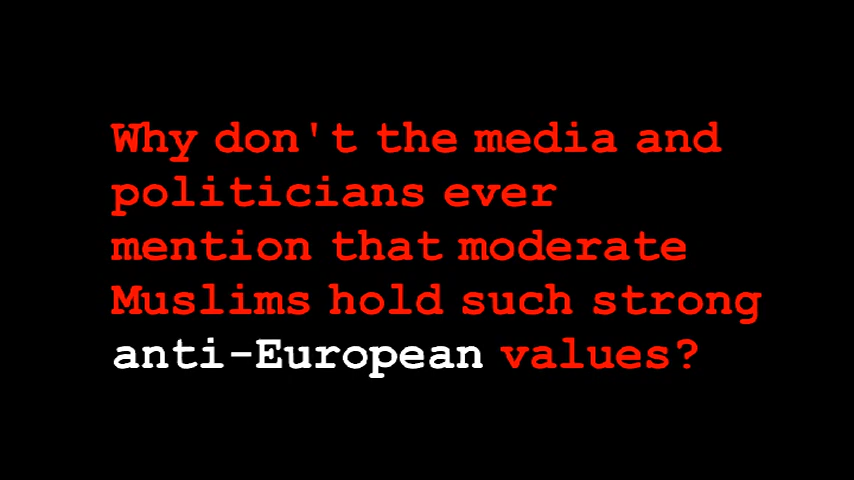 Why don't the media and
politicians ever
mention that moderate
Muslims hold such strong
anti-European values?